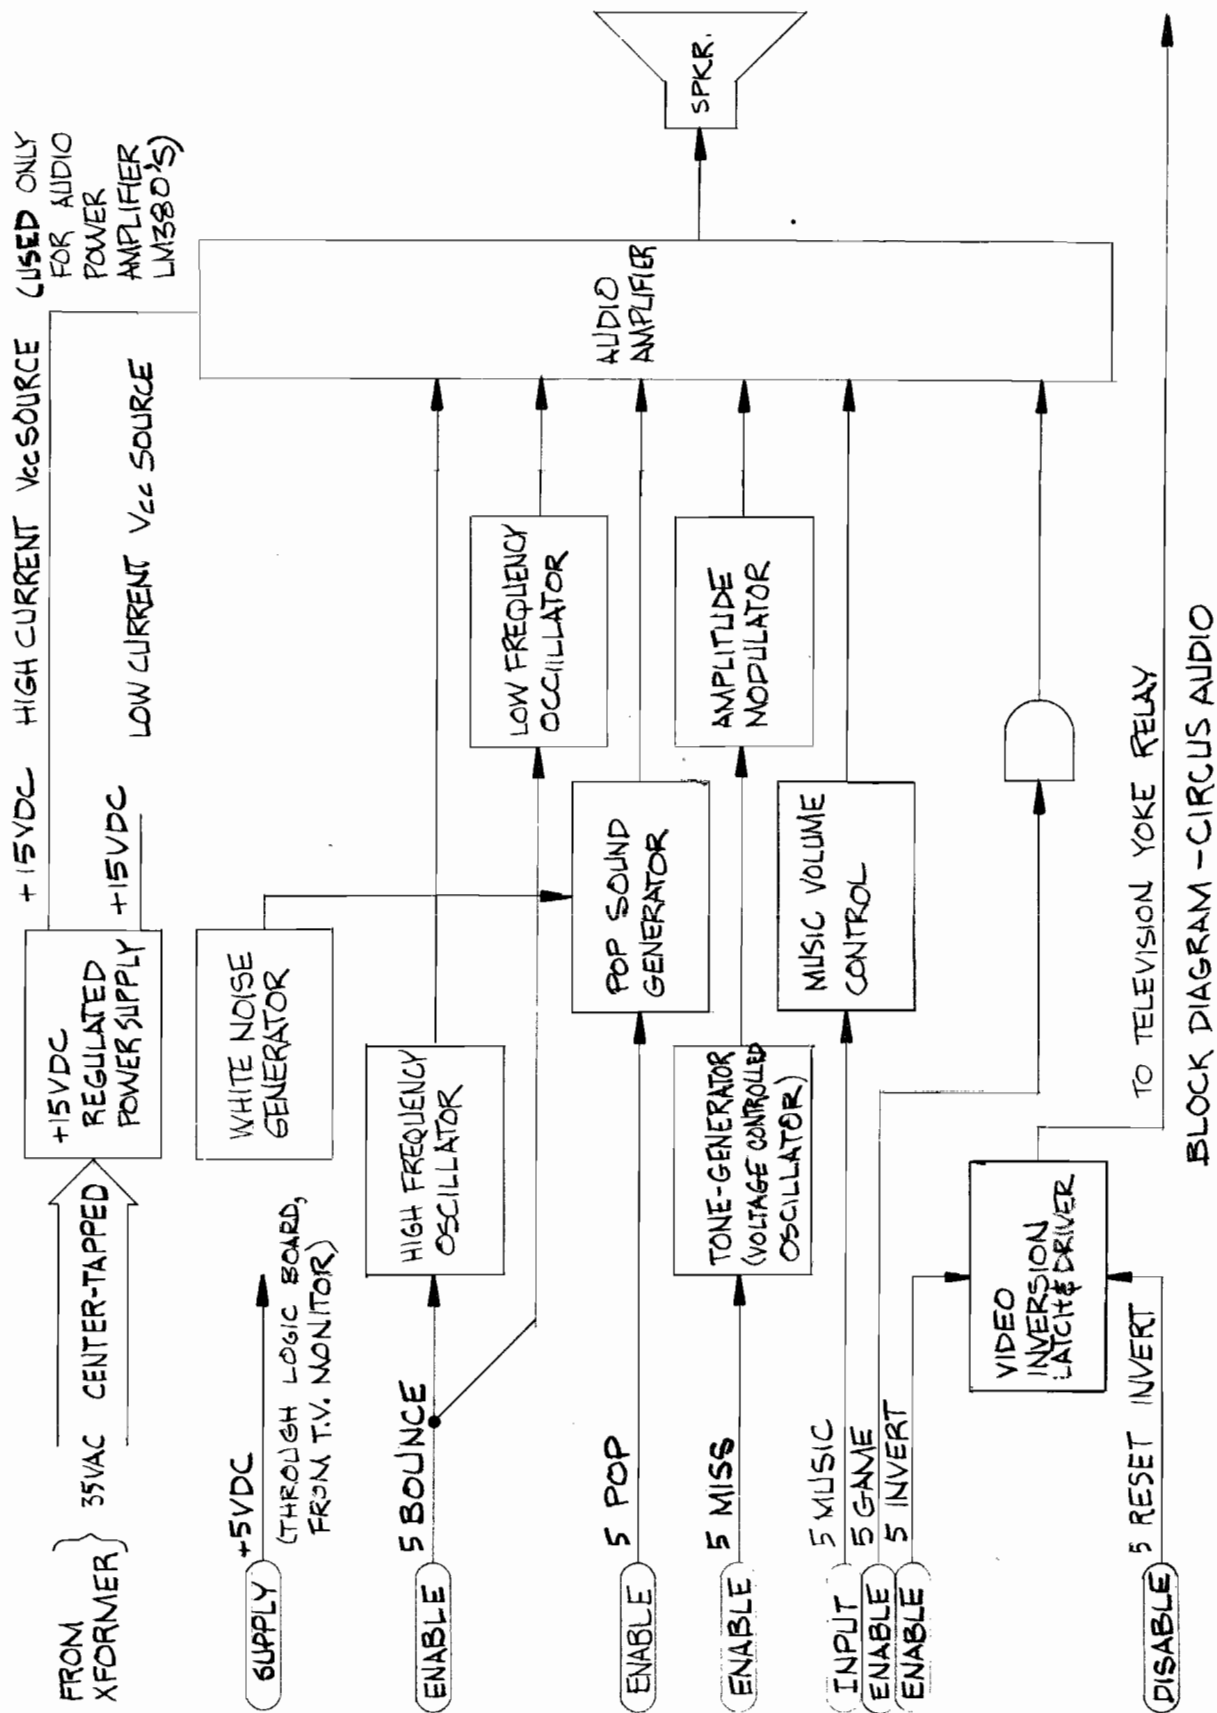 FROM
XFORMER
35VAC CENTER-TAPPED
+15VDC
REGULATED
POWER SUPPLY
+15VDC HIGH CURRENT Vcc SOURCE (USED ONLY
FOR AUDIO
POWER
AMPLIFIER
LM380'S)
+15VDC
LOW CURRENT Vcc SOURCE
SUPPLY
+5VDC
(THROUGH LOGIC BOARD,
FROM T.V. MONITOR)
WHITE NOISE
GENERATOR
ENABLE
5 BOUNCE
HIGH FREQUENCY
OSCILLATOR
LOW FREQUENCY
OCCIILLATOR
ENABLE
5 POP
POP SOUND
GENERATOR
AUDIO
AMPLIFIER
SPKR.
ENABLE
5 MISS
TONE-GENERATOR
(VOLTAGE CONTROLLED
OSCILLATOR)
AMPLITUDE
MODULATOR
INPUT
5 MUSIC
MUSIC VOLUME
CONTROL
ENABLE
5 GAME
ENABLE
5 INVERT
VIDEO
INVERSION
LATCH & DRIVER
DISABLE
5 RESET INVERT
TO TELEVISION YOKE RELAY
BLOCK DIAGRAM - CIRCUS AUDIO